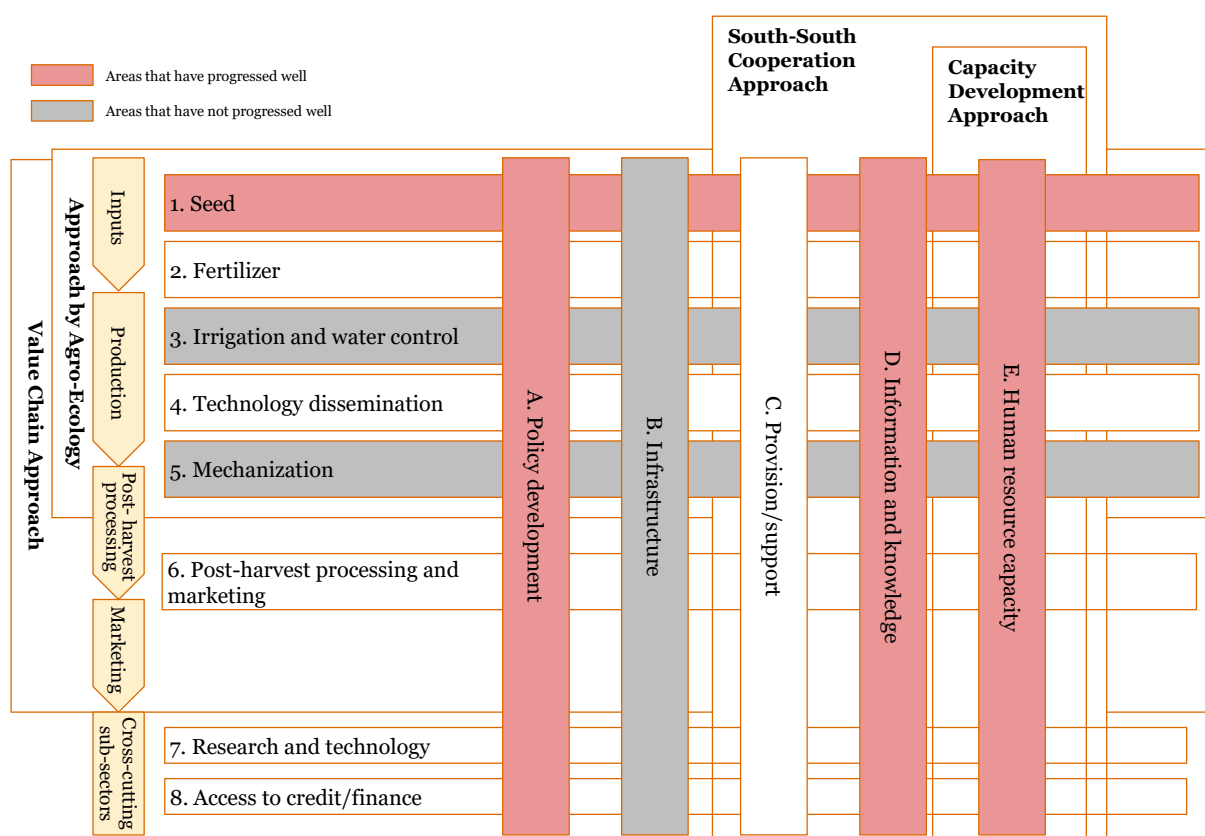 South-South
Cooperation
Approach
Capacity
Development
Approach
Areas that have progressed well
Areas that have not progressed well
Value Chain Approach
Approach by Agro-Ecology
Inputs
Production
Post- harvest
processing
Marketing
Cross-cutting
sub-sectors
1. Seed
2. Fertilizer
3. Irrigation and water control
4. Technology dissemination
5. Mechanization
6. Post-harvest processing and
marketing
7. Research and technology
8. Access to credit/finance
A. Policy development
B. Infrastructure
C. Provision/support
D. Information and knowledge
E. Human resource capacity